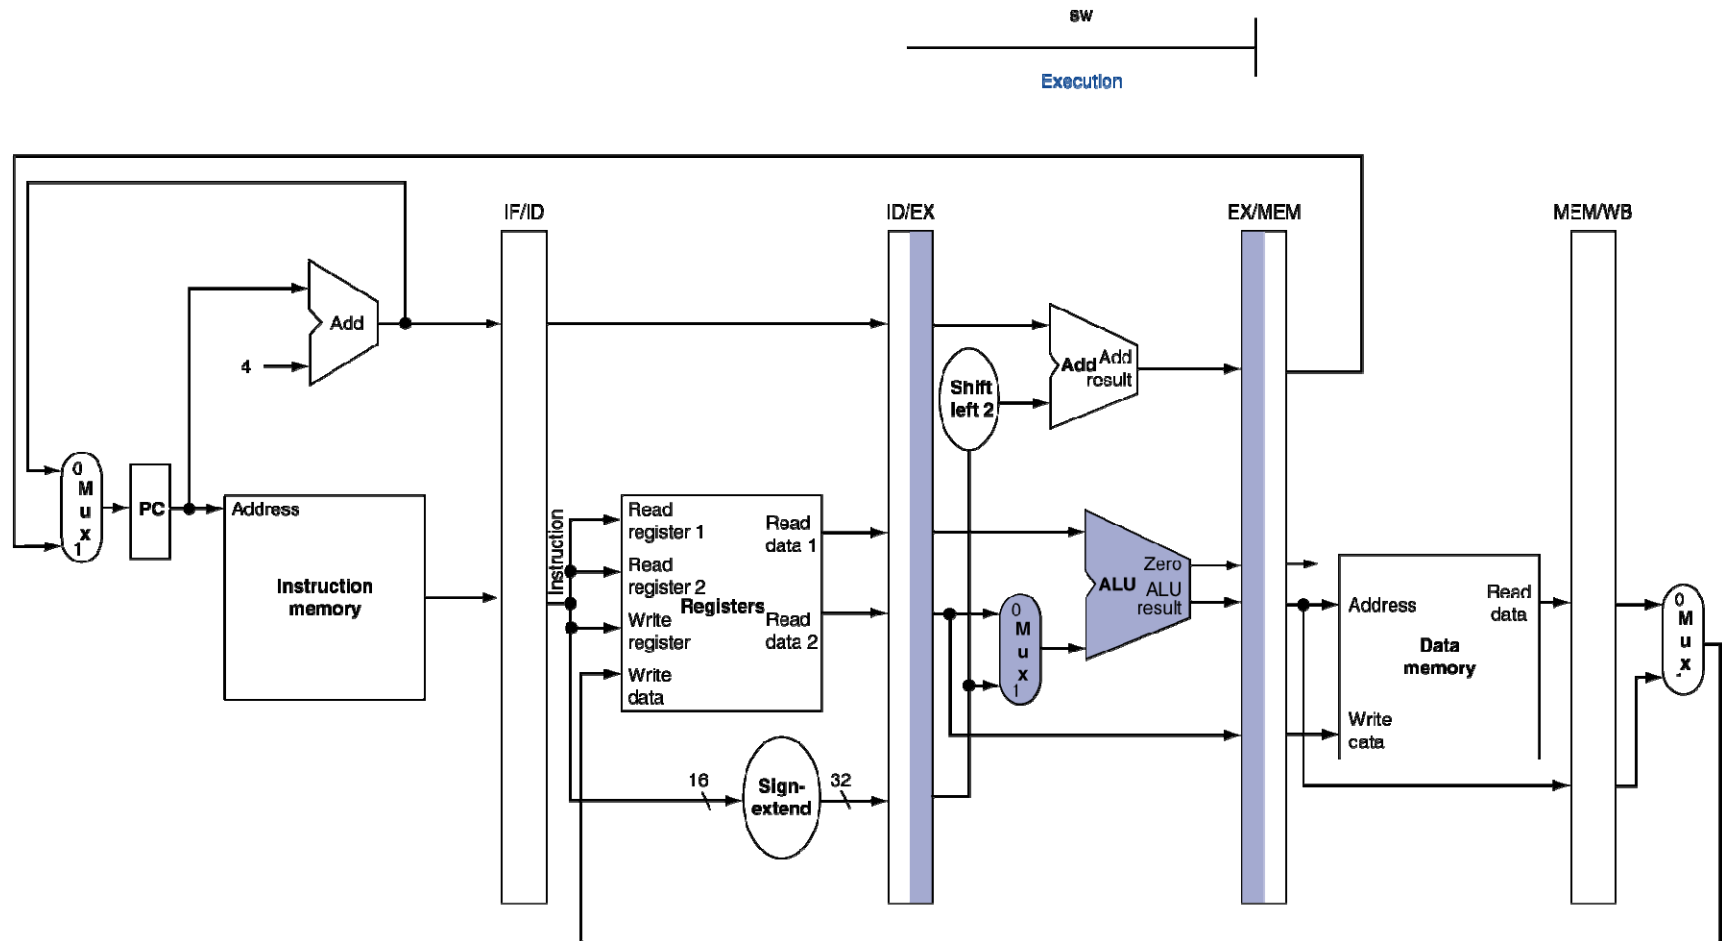 sw
Execution
IF/ID
ID/EX
EX/MEM
MEM/WB
Add
4
Add Add
result
Shift
left 2
0
M
u
x
1
PC
Address
Instruction
memory
Instruction
Read
register 1
Read
register 2
Write
register
Write
data
Registers
Read
data 1
Read
data 2
16
Sign-
extend
32
0
M
u
x
1
Zero
ALU
ALU
result
Address
Read
data
Data
memory
Write
cata
0
M
u
x